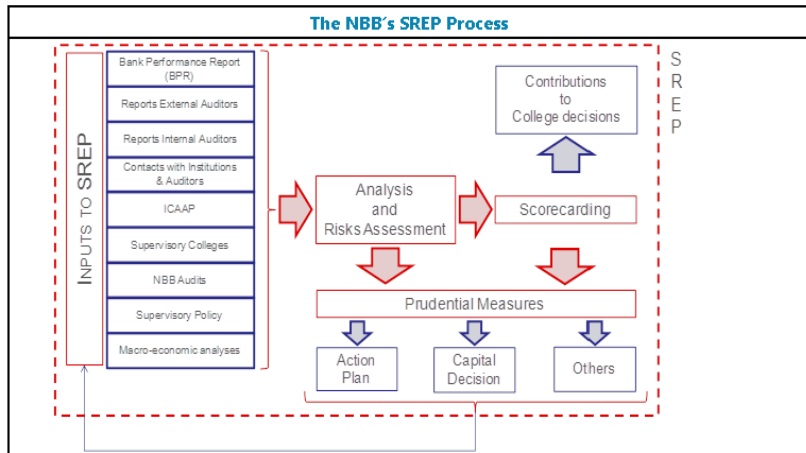 The NBB's SREP Process
INPUTS TO SREP
Bank Performance Report
(BPR)
Reports External Auditors
Reports Internal Auditors
Contacts with Institutions
& Auditors
ICAAP
Supervisory Colleges
NBB Audits
Supervisory Policy
Macro-economic analyses
Analysis
and
Risks Assessment
Contributions
to
College decisions
Scorecarding
Prudential Measures
Action
Plan
Capital
Decision
Others
S
R
E
P